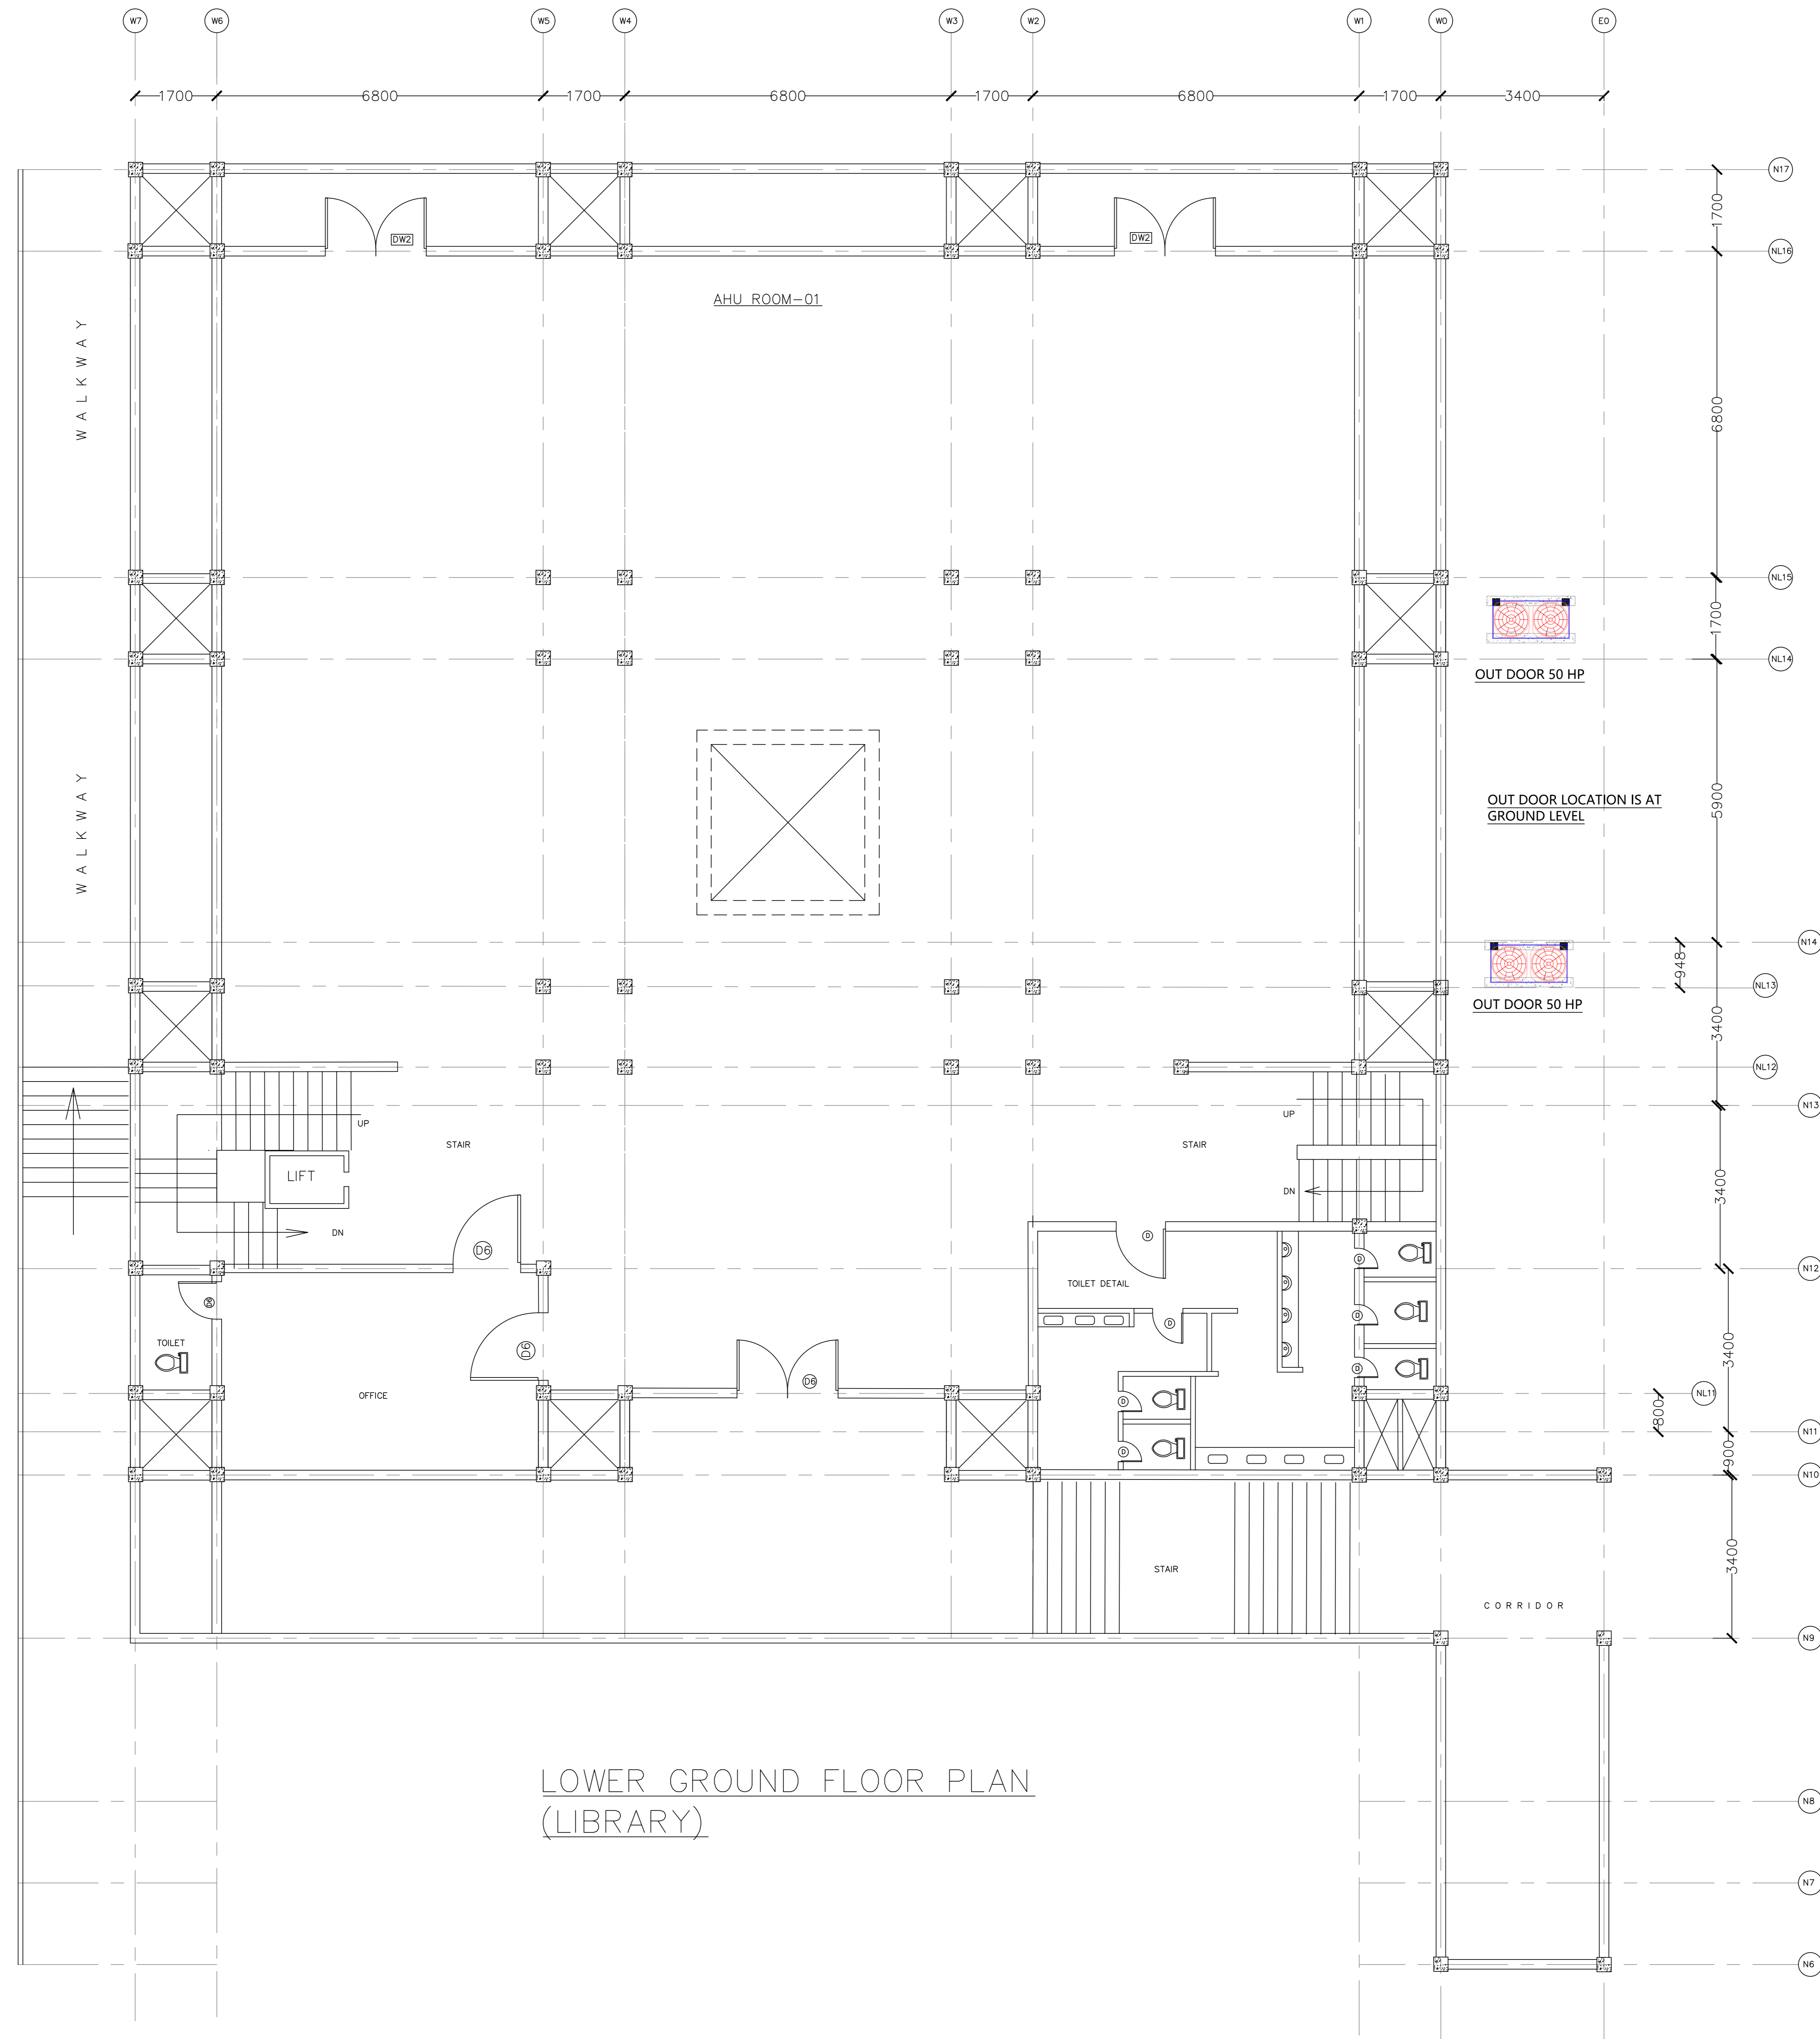 W7 W6 W5 W4 W3 W2 W1 W0 E0
1700 6800 1700 6800 1700 6800 1700 3400
N17
1700
DW2 DW2
NL16
AHU ROOM-01
WALKWAY
6800
NL15
1700
NL14
OUT DOOR 50 HP
WALKWAY
OUT DOOR LOCATION IS AT
GROUND LEVEL
5900
N14
948
NL13
OUT DOOR 50 HP
3400
NL12
N13
UP
STAIR
UP
STAIR
LIFT
DN
DN
3400
D6
D
D
N12
TOILET DETAIL
D6
D
D
TOILET
D6
3400
D
D6
OFFICE
D
NL11
800
N11
D
900
N10
STAIR
3400
CORRIDOR
N9
LOWER GROUND FLOOR PLAN
(LIBRARY)
N8
N7
N6